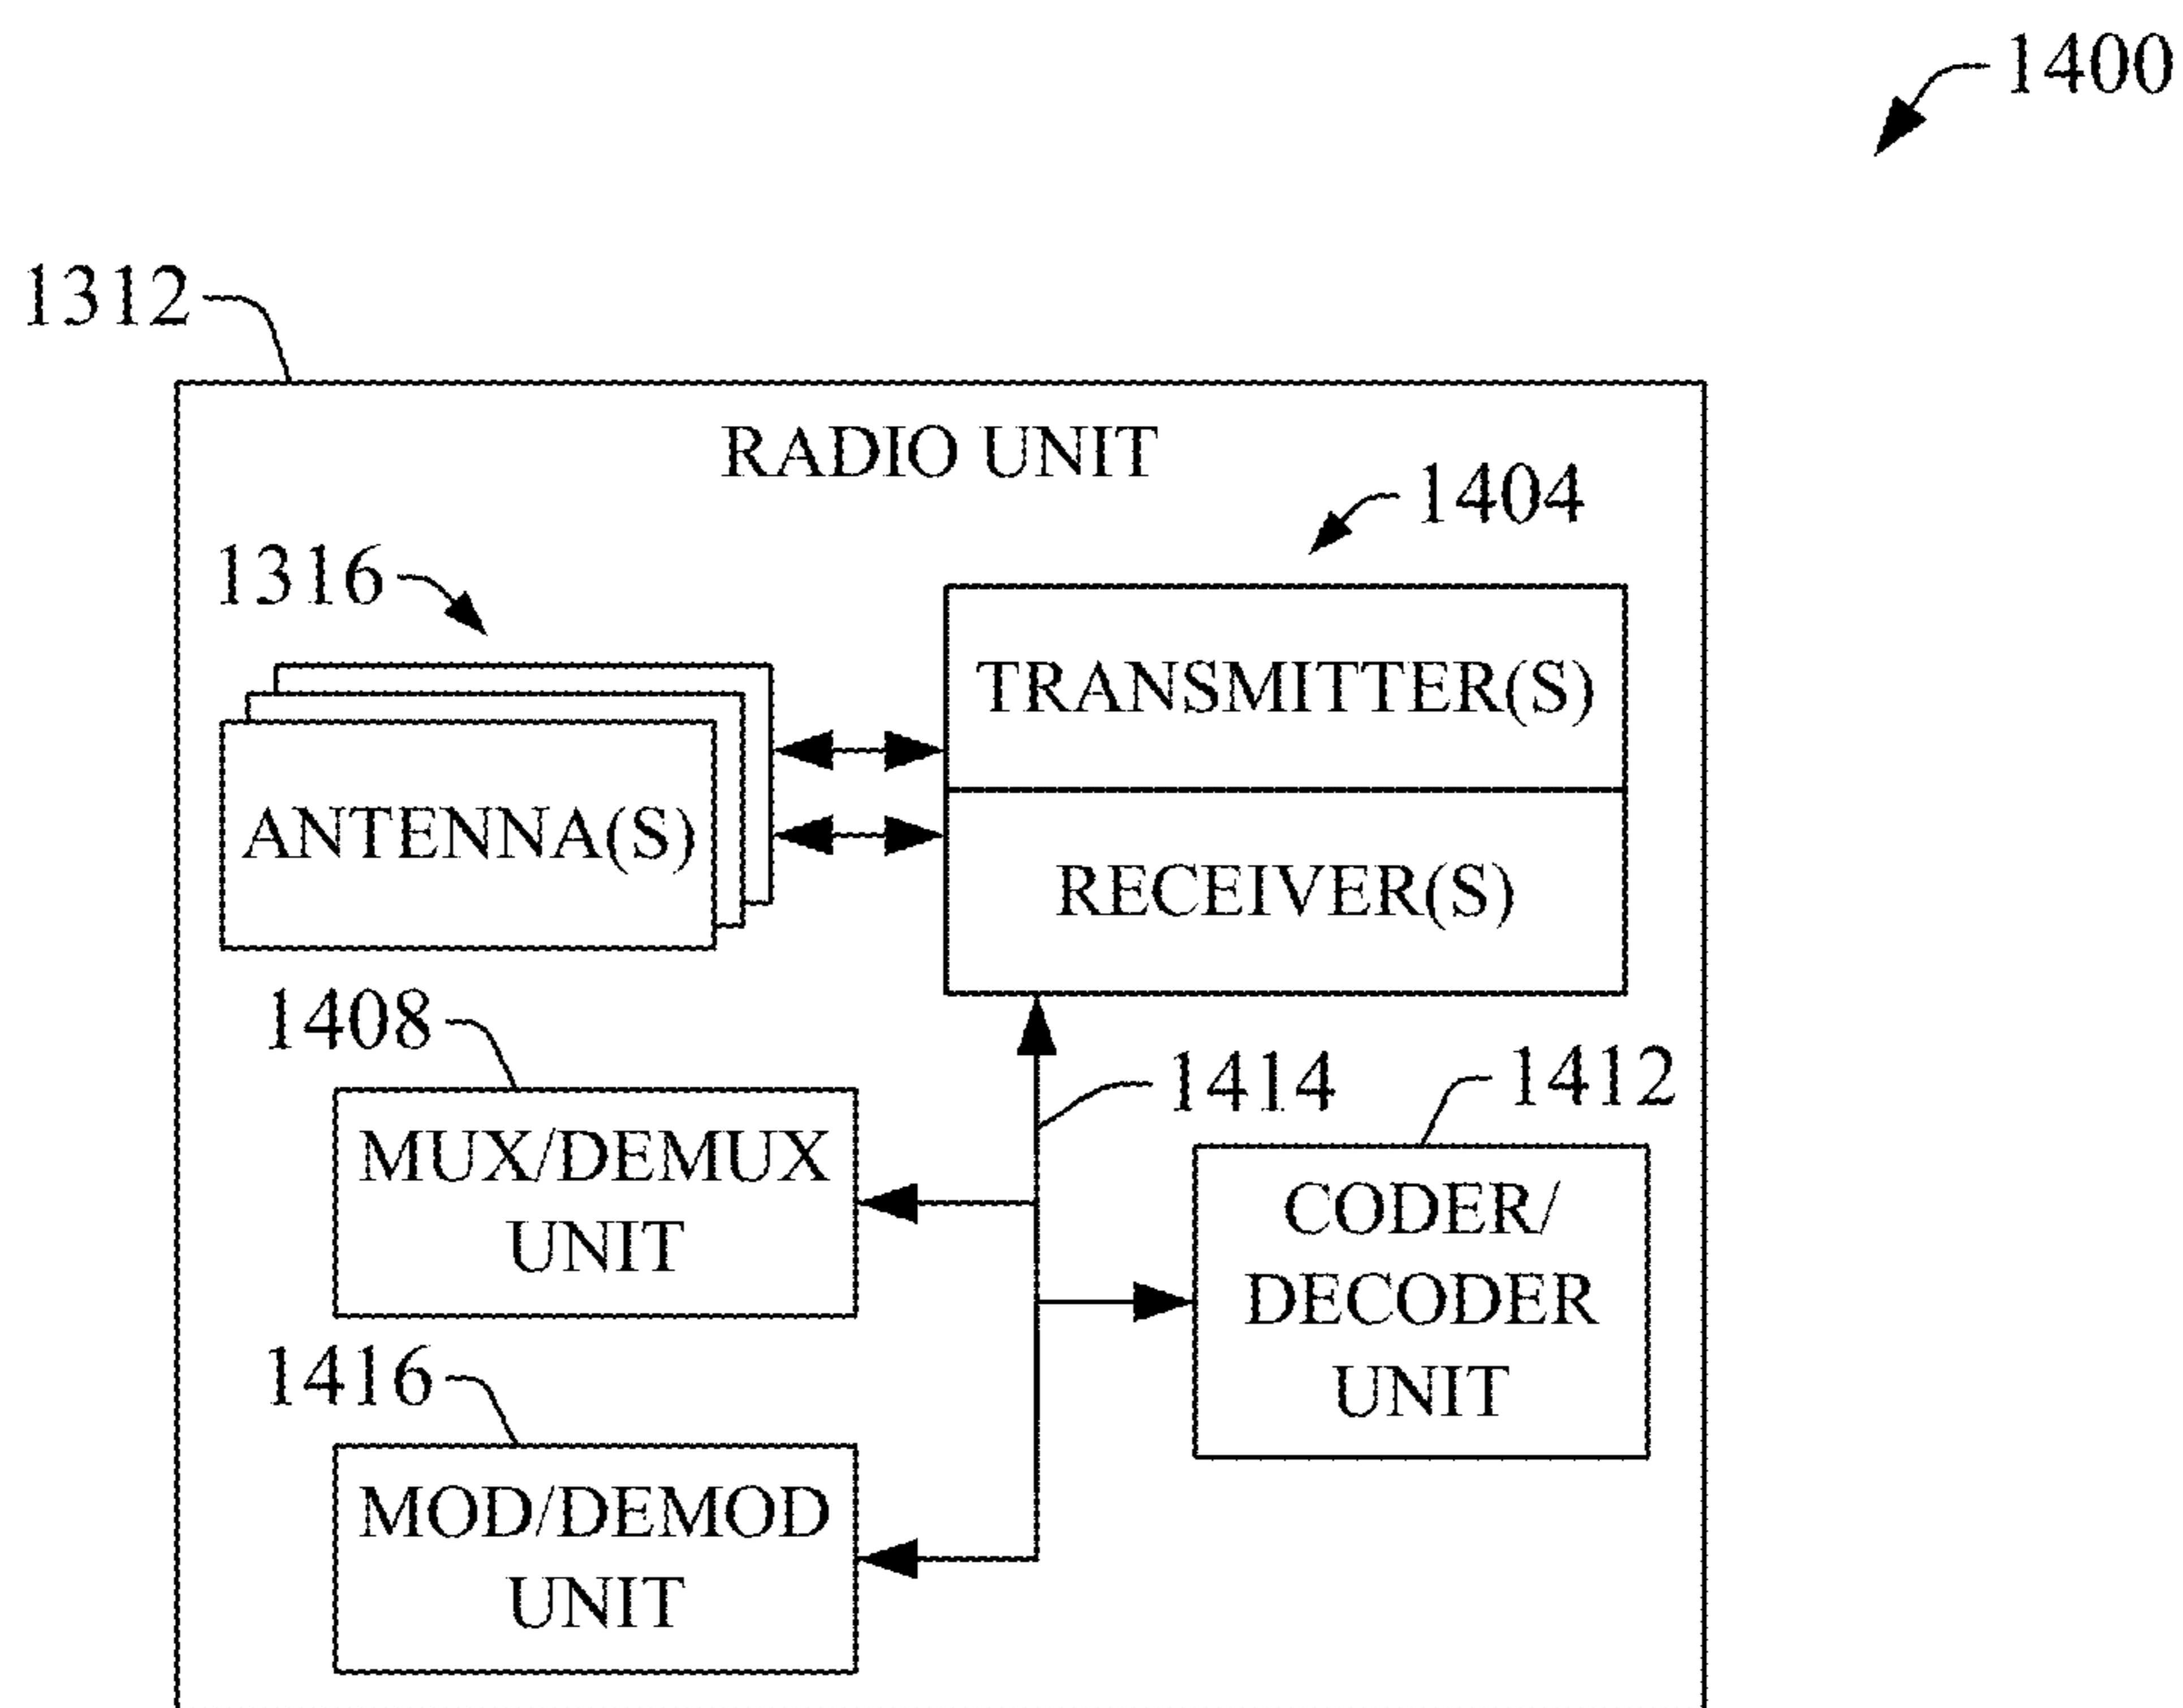 1400
1312
RADIO UNIT
1404
1316
TRANSMITTER(S)
ANTENNA(S)
RECEIVER(S)
1408
1414
1412
MUX/DEMUX
UNIT
CODER/
DECODER
UNIT
1416
MOD/DEMOD
UNIT